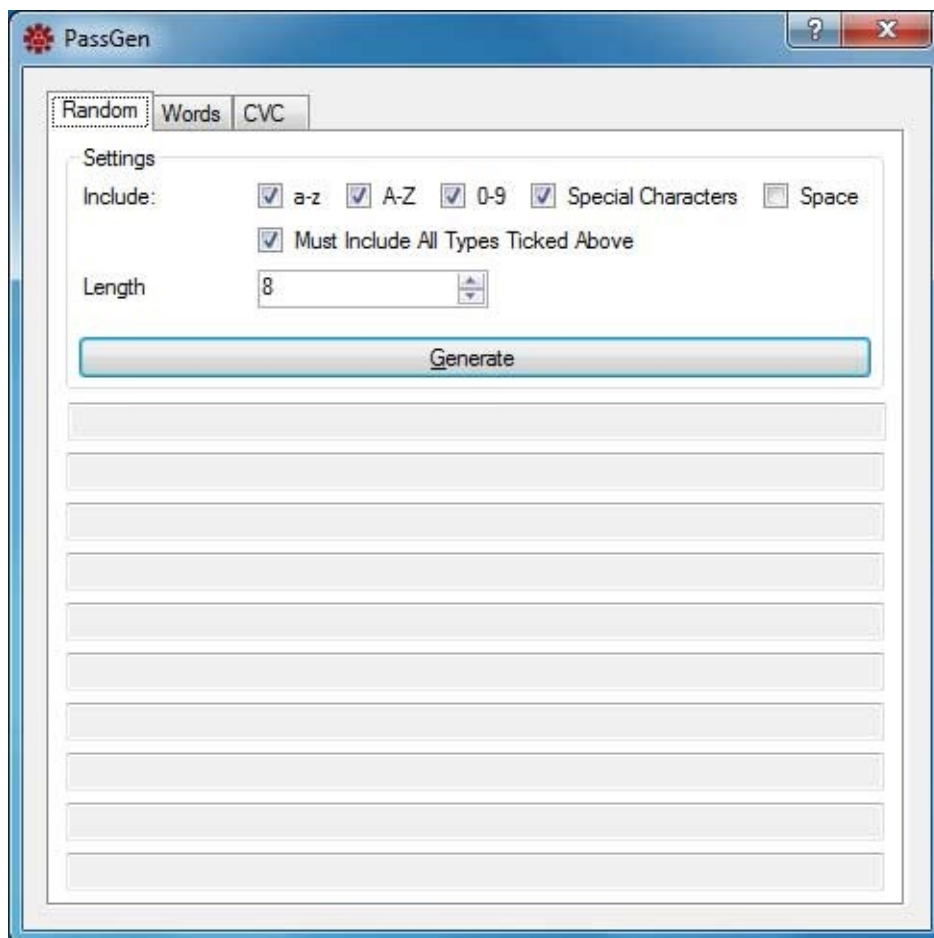 PassGen
Random Words CVC
Settings
Include: a-z A-Z 0-9 Special Characters Space
Must Include All Types Ticked Above
Length 8
Generate